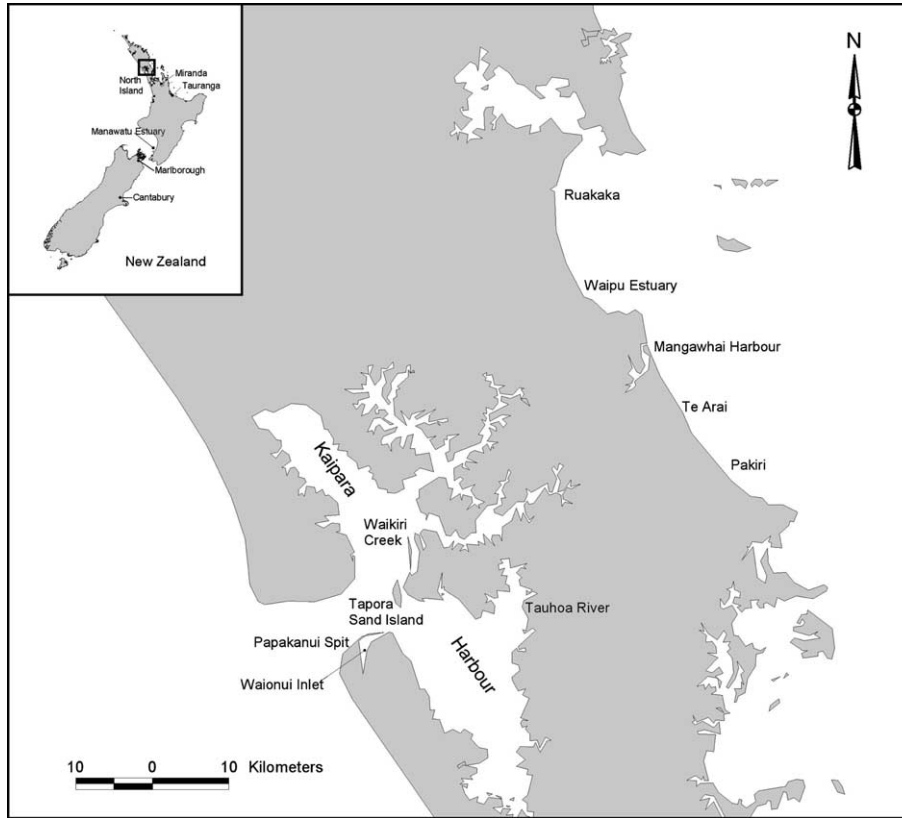 North
Island
Miranda
Tauranga
Manawatu Estuary
Marlborough
Cantabury
New Zealand
N
Ruakaka
Waipu Estuary
Mangawhai Harbour
Te Arai
Pakiri
Kaipara
Waikiri
Creek
Tapora
Sand Island
Tauhoa River
Papakanui Spit
Harbour
Waionui Inlet
10 0 10 Kilometers